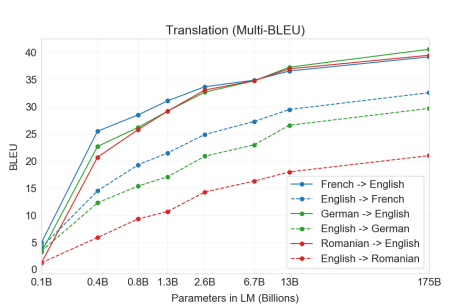 Translation (Multi-BLEU)
40
35
30
25
20
15
10
5
0
BLEU
French -> English
English -> French
German -> English
English -> German
Romanian -> English
English -> Romanian
0.1B 0.4B 0.8B 1.3B 2.6B 6.7B 13B 175B
Parameters in LM (Billions)